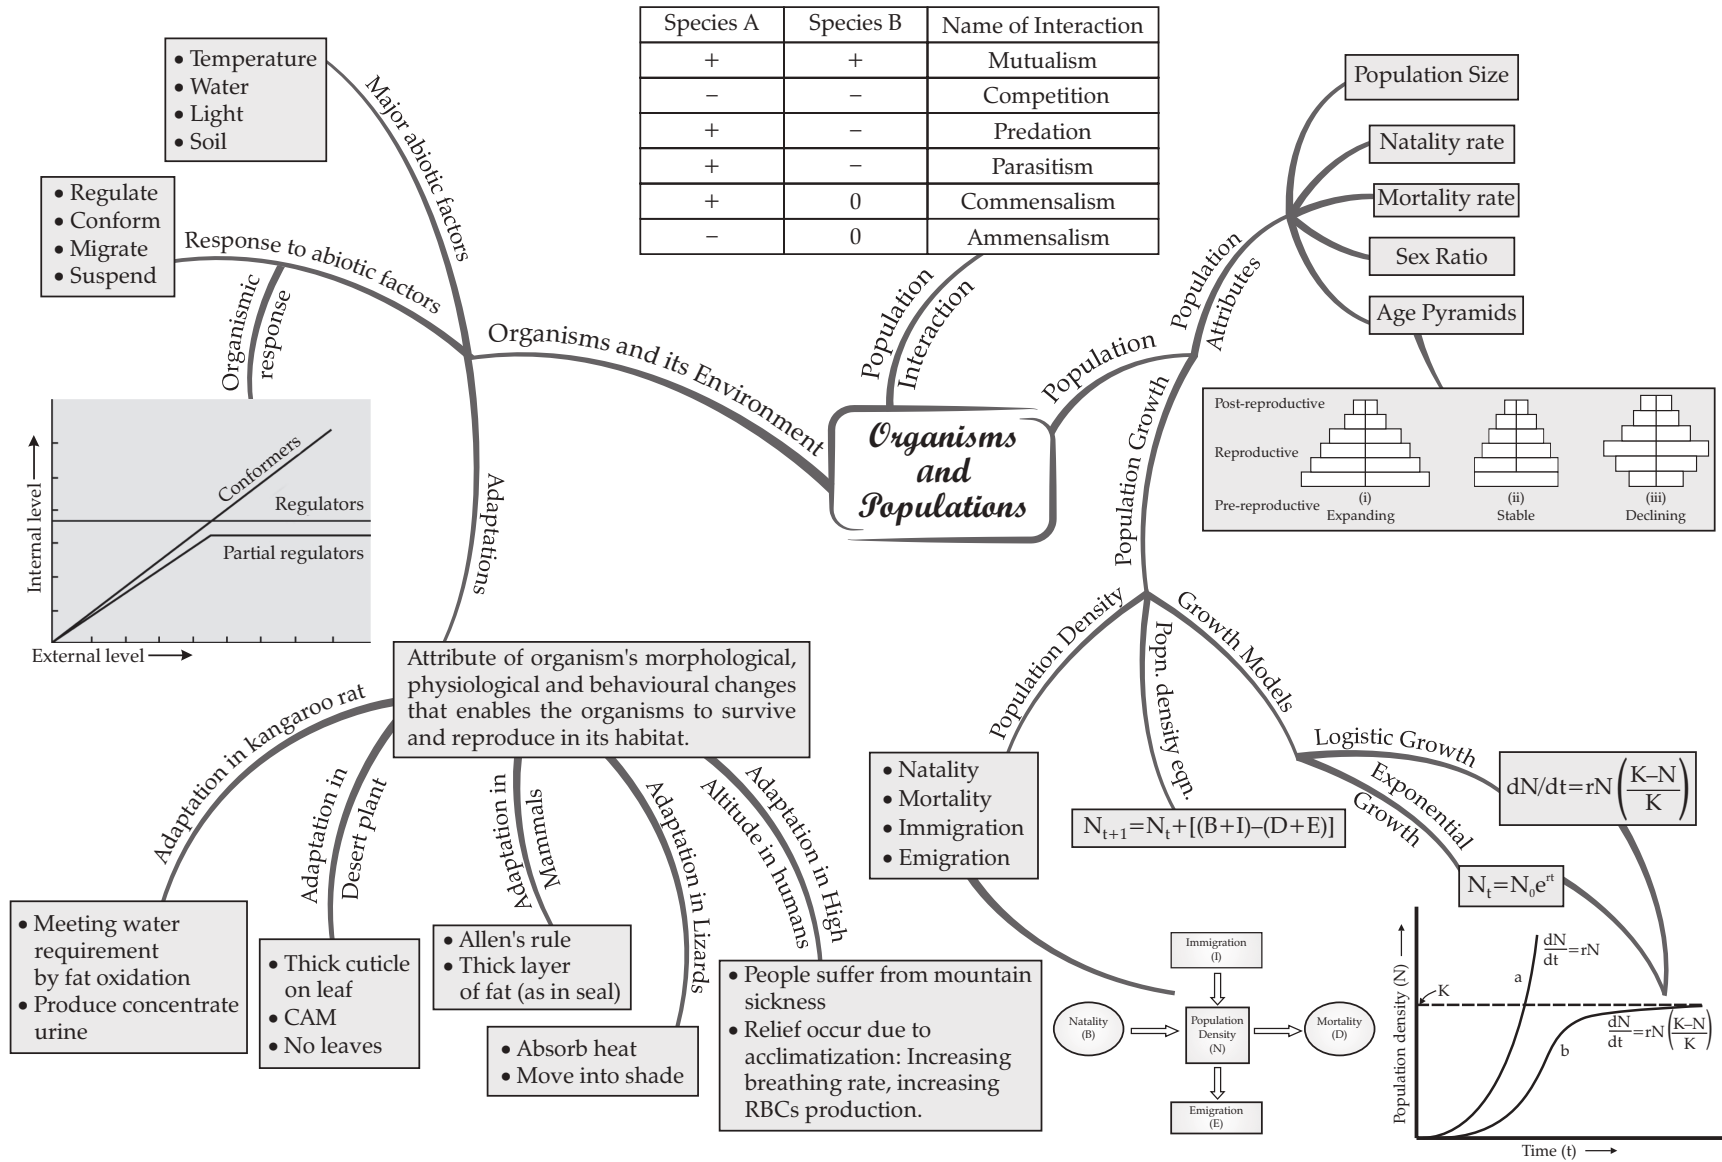 Species A Species B Name of Interaction
+ + Mutualism
– – Competition
+ – Predation
+ – Parasitism
+ 0 Commensalism
– 0 Ammensalism
Population
Interaction
Organisms
and
Populations
Organisms and its Environment
Major abiotic factors
• Temperature
• Water
• Light
• Soil
Response to abiotic factors
• Regulate
• Conform
• Migrate
• Suspend
Organismic
response
Internal level
Conformers
Regulators
Partial regulators
External level
Adaptations
Attribute of organism's morphological,
physiological and behavioural changes
that enables the organisms to survive
and reproduce in its habitat.
Adaptation in kangaroo rat
• Meeting water
requirement
by fat oxidation
• Produce concentrate
urine
Adaptation in
Desert plant
• Thick cuticle
on leaf
• CAM
• No leaves
Adaptation in
Mammals
• Allen's rule
• Thick layer
of fat (as in seal)
Adaptation in Lizards
• Absorb heat
• Move into shade
Adaptation in High
Altitude in humans
• People suffer from mountain
sickness
• Relief occur due to
acclimatization: Increasing
breathing rate, increasing
RBCs production.
Population
Population
Attributes
Population Size
Natality rate
Mortality rate
Sex Ratio
Age Pyramids
Post-reproductive
Reproductive
Pre-reproductive
(i)
Expanding
(ii)
Stable
(iii)
Declining
Population Growth
Population Density
• Natality
• Mortality
• Immigration
• Emigration
Immigration
(I)
Natality
(B)
Population
Density
(N)
Mortality
(D)
Emigration
(E)
Popn. density eqn.
Nt+1=Nt+[(B+I)–(D+E)]
Growth Models
Logistic Growth
dN/dt=rN(K–N/K)
Exponential
Growth
Nt=N0e^rt
Population density (N)
K
a
dN/dt=rN
b
dN/dt=rN(K–N/K)
Time (t)